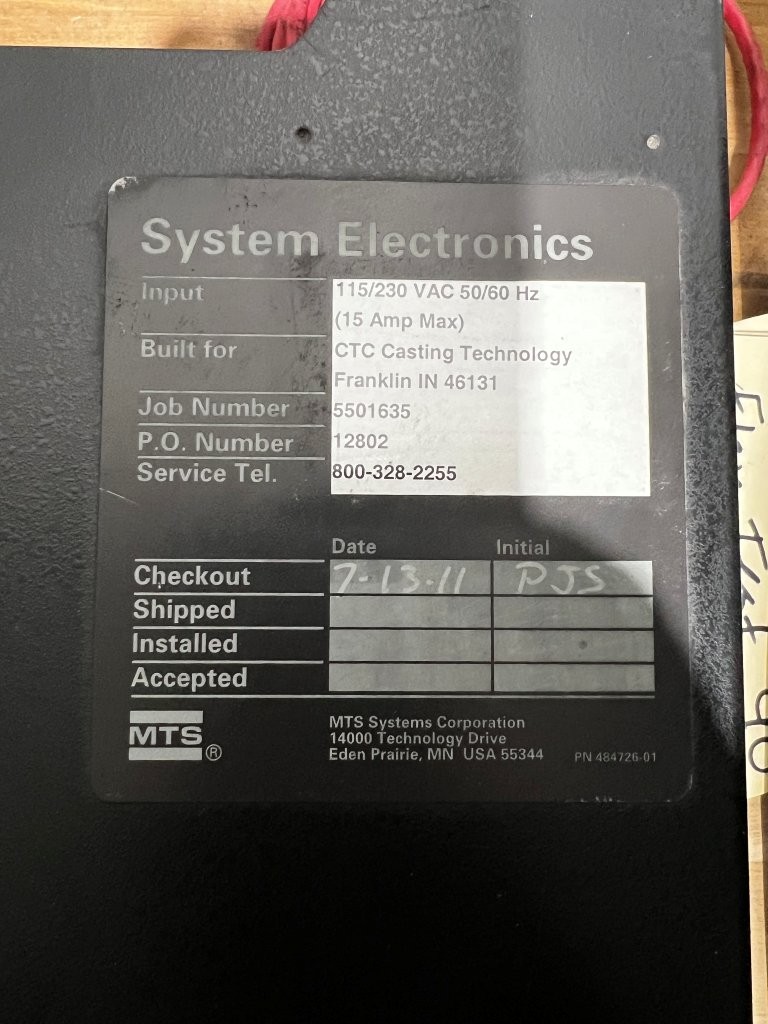 System Electronics
Input 115/230 VAC 50/60 Hz
(15 Amp Max)
Built for CTC Casting Technology
Franklin IN 46131
Job Number 5501635
P.O. Number 12802
Service Tel. 800-328-2255
Date Initial
Checkout 7-13-11 PJS
Shipped
Installed
Accepted
MTS ®
MTS Systems Corporation
14000 Technology Drive
Eden Prairie, MN USA 55344 PN 484726-01